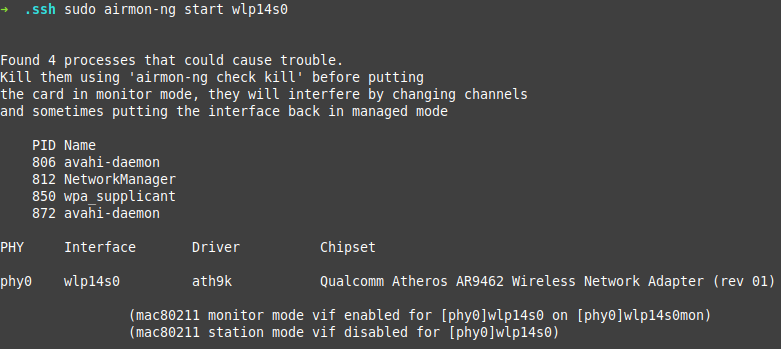 → .ssh sudo airmon-ng start wlp14s0
Found 4 processes that could cause trouble.
Kill them using 'airmon-ng check kill' before putting
the card in monitor mode, they will interfere by changing channels
and sometimes putting the interface back in managed mode
PID Name
806 avahi-daemon
812 NetworkManager
850 wpa_supplicant
872 avahi-daemon
PHY Interface Driver Chipset
phy0 wlp14s0 ath9k Qualcomm Atheros AR9462 Wireless Network Adapter (rev 01)
(mac80211 monitor mode vif enabled for [phy0]wlp14s0 on [phy0]wlp14s0mon)
(mac80211 station mode vif disabled for [phy0]wlp14s0)